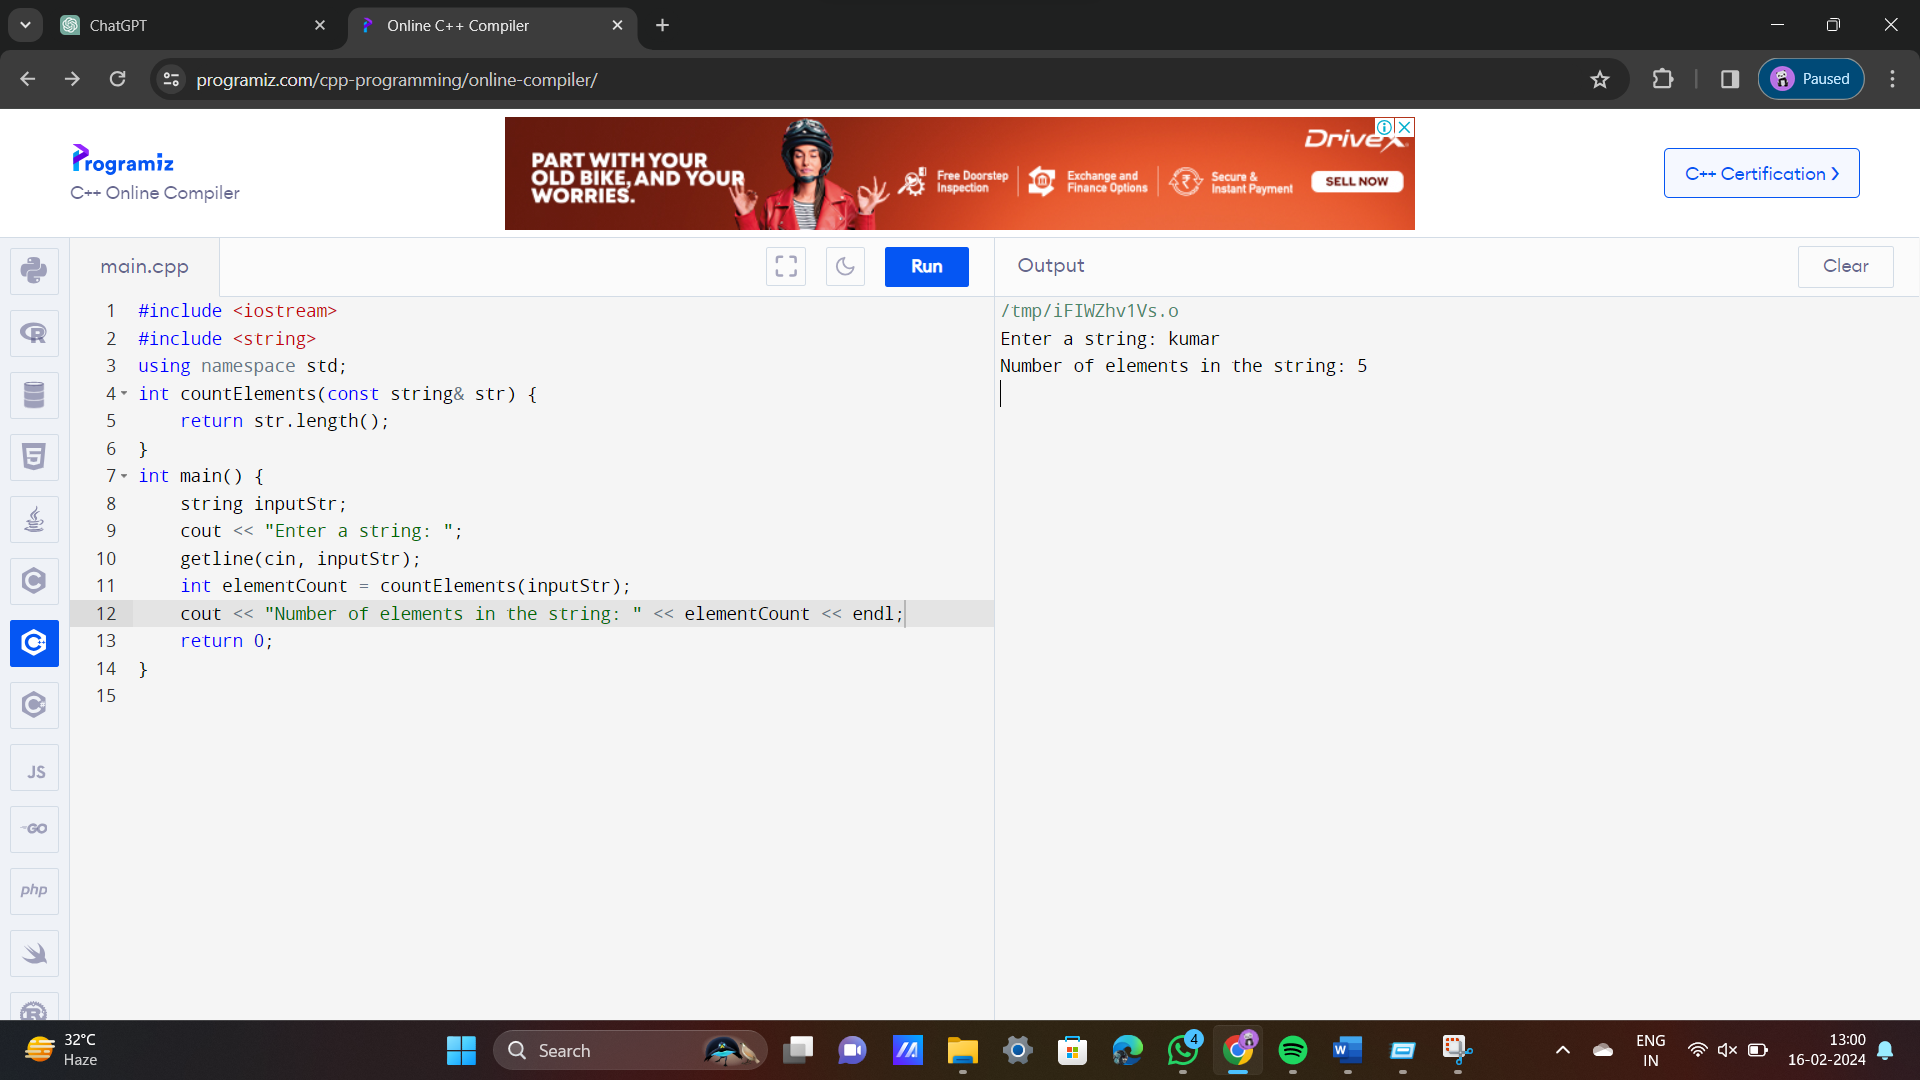 ChatGPT
Online C++ Compiler
programiz.com/cpp-programming/online-compiler/
Paused
Programiz
C++ Online Compiler
PART WITH YOUR
OLD BIKE, AND YOUR
WORRIES.
Free Doorstep
Inspection
Exchange and
Finance Options
Secure &
Instant Payment
DriveX
SELL NOW
C++ Certification >
main.cpp
Run
Output
Clear
1 #include <iostream>
2 #include <string>
3 using namespace std;
4 int countElements(const string& str) {
5     return str.length();
6 }
7 int main() {
8     string inputStr;
9     cout << "Enter a string: ";
10     getline(cin, inputStr);
11     int elementCount = countElements(inputStr);
12     cout << "Number of elements in the string: " << elementCount << endl;
13     return 0;
14 }
15
/tmp/iFIWZhv1Vs.o
Enter a string: kumar
Number of elements in the string: 5
R
5
JS
GO
php
32°C
Haze
Search
4
W
ENG
IN
13:00
16-02-2024